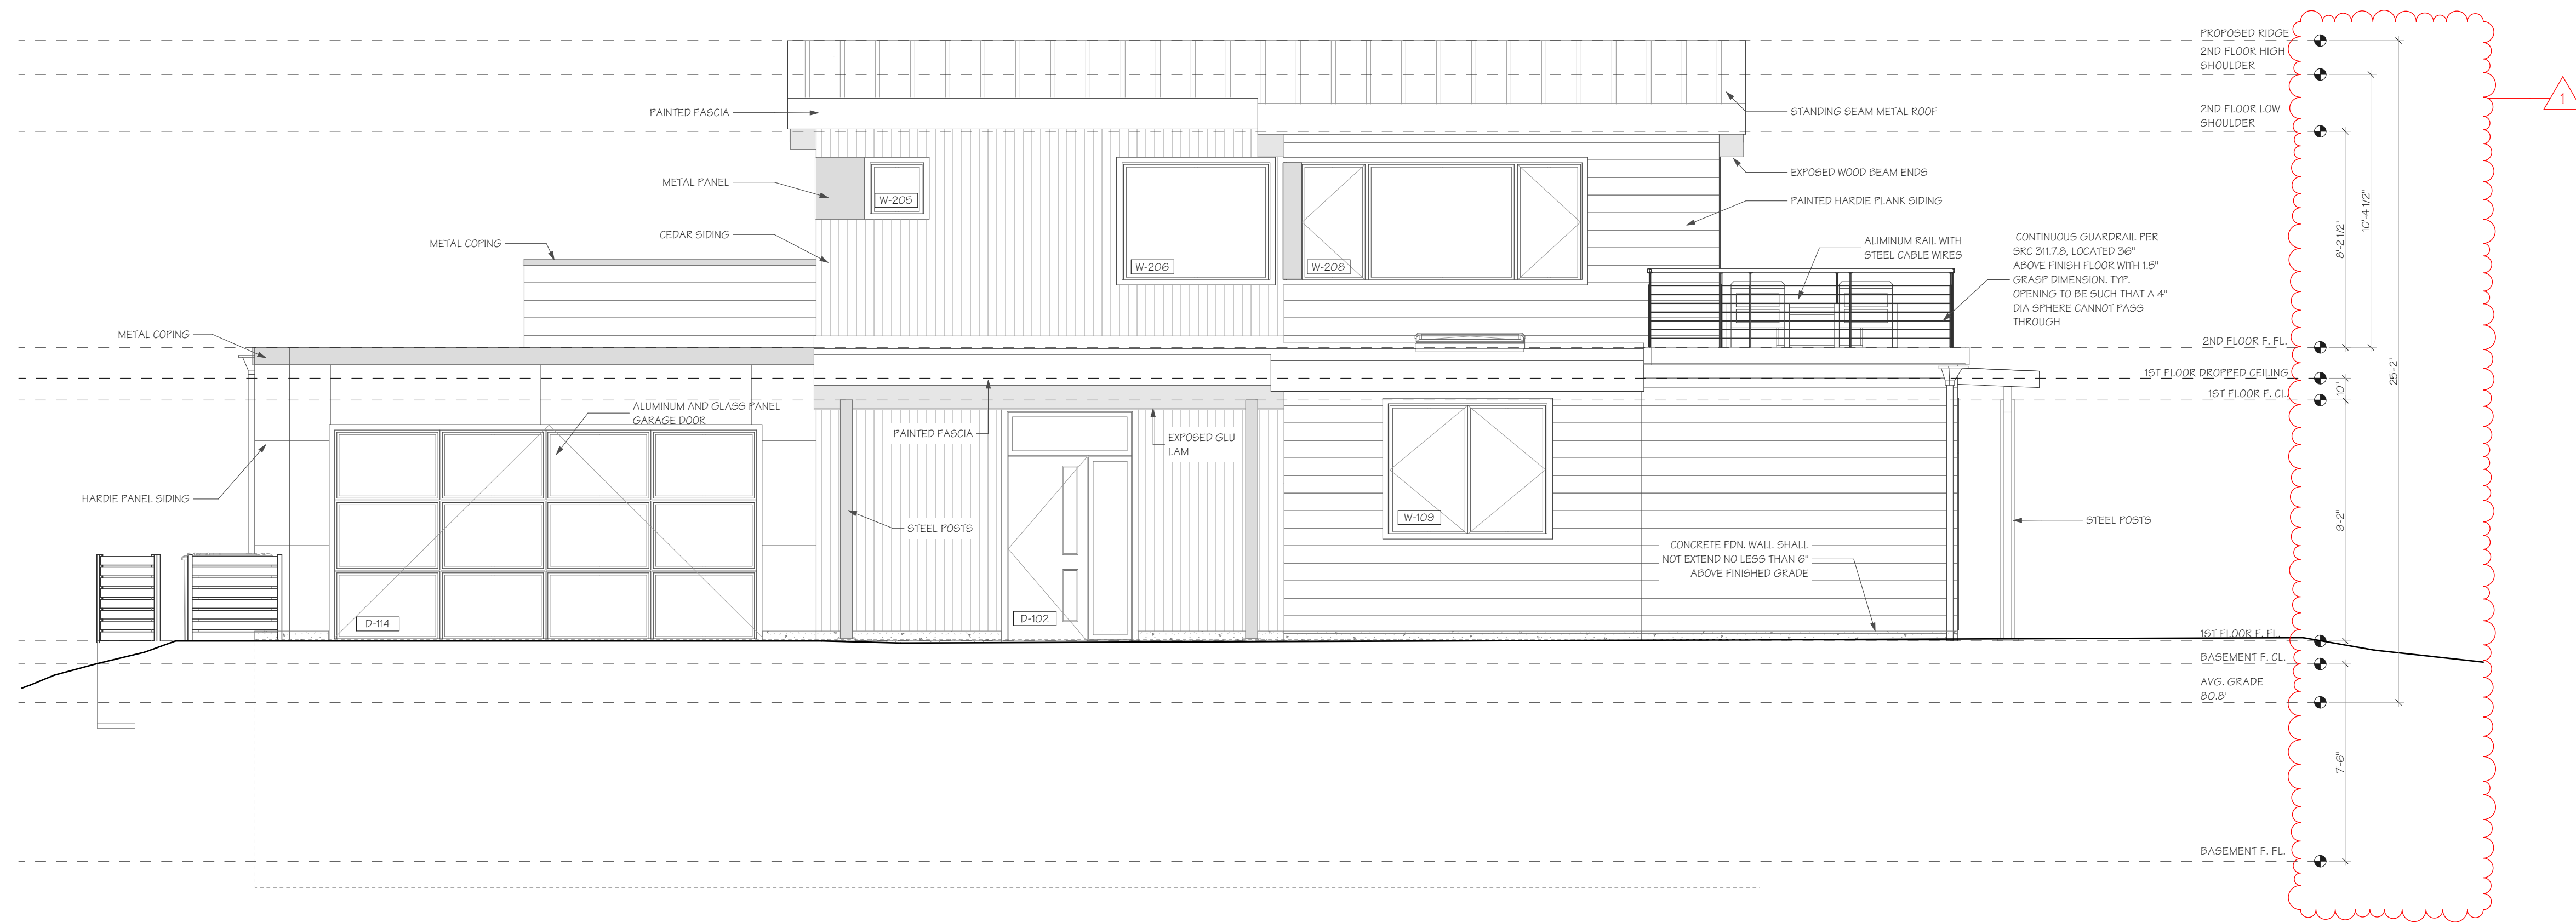 PROPOSED RIDGE
2ND FLOOR HIGH
SHOULDER
1
PAINTED FASCIA
2ND FLOOR LOW
SHOULDER
STANDING SEAM METAL ROOF
METAL PANEL
W-205
EXPOSED WOOD BEAM ENDS
PAINTED HARDIE PLANK SIDING
10'-4 1/2"
8'-2 1/2"
CEDAR SIDING
METAL COPING
W-206
W-208
ALIMINUM RAIL WITH
STEEL CABLE WIRES
CONTINUOUS GUARDRAIL PER
SRC 311.7.8, LOCATED 36"
ABOVE FINISH FLOOR WITH 1.5"
GRASP DIMENSION. TYP.
OPENING TO BE SUCH THAT A 4"
DIA SPHERE CANNOT PASS
THROUGH
METAL COPING
2ND FLOOR F. FL.
1ST FLOOR DROPPED CEILING
10"
25'-2"
1ST FLOOR F. CL.
ALUMINUM AND GLASS PANEL
GARAGE DOOR
PAINTED FASCIA
EXPOSED GLU
LAM
HARDIE PANEL SIDING
STEEL POSTS
W-109
STEEL POSTS
9'-2"
CONCRETE FDN. WALL SHALL
NOT EXTEND NO LESS THAN 6"
ABOVE FINISHED GRADE
D-114
D-102
1ST FLOOR F. FL.
BASEMENT F. CL.
AVG. GRADE
80.8'
7'-6"
BASEMENT F. FL.